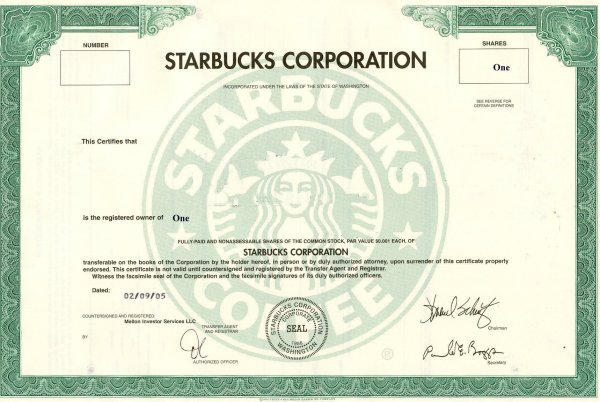 NUMBER
SHARES
STARBUCKS CORPORATION
One
INCORPORATED UNDER THE LAWS OF THE STATE OF WASHINGTON
SEE REVERSE FOR
CERTAIN DEFINITIONS
STARBUCKS
COFFEE
®
This Certifies that
is the registered owner of One
FULLY-PAID AND NONASSESSABLE SHARES OF THE COMMON STOCK, PAR VALUE $0.001 EACH, OF
STARBUCKS CORPORATION
transferable on the books of the Corporation by the holder hereof, in person or by duly authorized attorney, upon surrender of this certificate properly
endorsed. This certificate is not valid until countersigned and registered by the Transfer Agent and Registrar.
Witness the facsimile seal of the Corporation and the facsimile signatures of its duly authorized officers.
Dated:
02/09/05
COUNTERSIGNED AND REGISTERED:
Mellon Investor Services LLC
TRANSFER AGENT
AND REGISTRAR
BY
AUTHORIZED OFFICER
STARBUCKS CORPORATION
CORPORATE
SEAL
1985
WASHINGTON
Chairman
Secretary